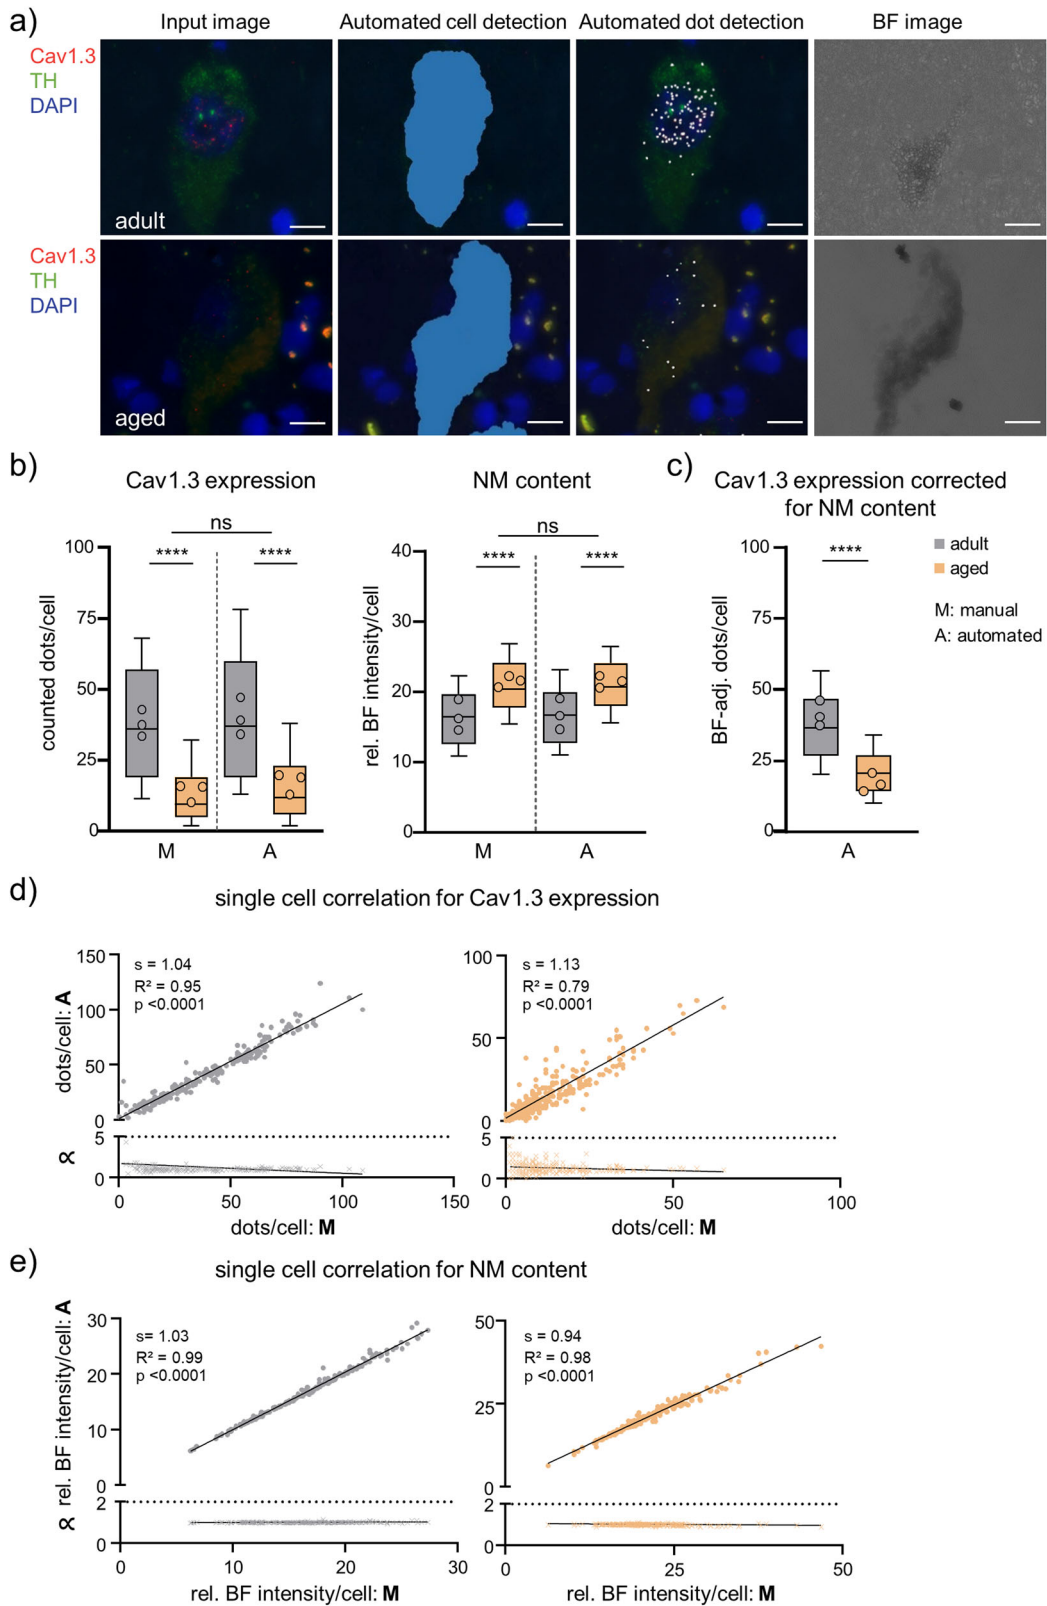 a)
Input image
Automated cell detection
Automated dot detection
BF image
Cav1.3
TH
DAPI
adult
Cav1.3
TH
DAPI
aged
b)
Cav1.3 expression
ns
****
****
100
75
50
25
0
counted dots/cell
M
A
NM content
ns
****
****
40
30
20
10
0
rel. BF intensity/cell
M
A
c)
Cav1.3 expression corrected
for NM content
****
100
75
50
25
0
BF-adj. dots/cell
A
adult
aged
M: manual
A: automated
d)
single cell correlation for Cav1.3 expression
150
100
50
0
dots/cell: A
s = 1.04
R² = 0.95
p <0.0001
5
0
0
50
100
150
dots/cell: M
100
50
0
s = 1.13
R² = 0.79
p <0.0001
5
0
0
50
100
dots/cell: M
e)
single cell correlation for NM content
30
20
10
0
rel. BF intensity/cell: A
s= 1.03
R² = 0.99
p <0.0001
2
0
0
10
20
30
rel. BF intensity/cell: M
50
25
0
s = 0.94
R² = 0.98
p <0.0001
2
0
0
25
50
rel. BF intensity/cell: M